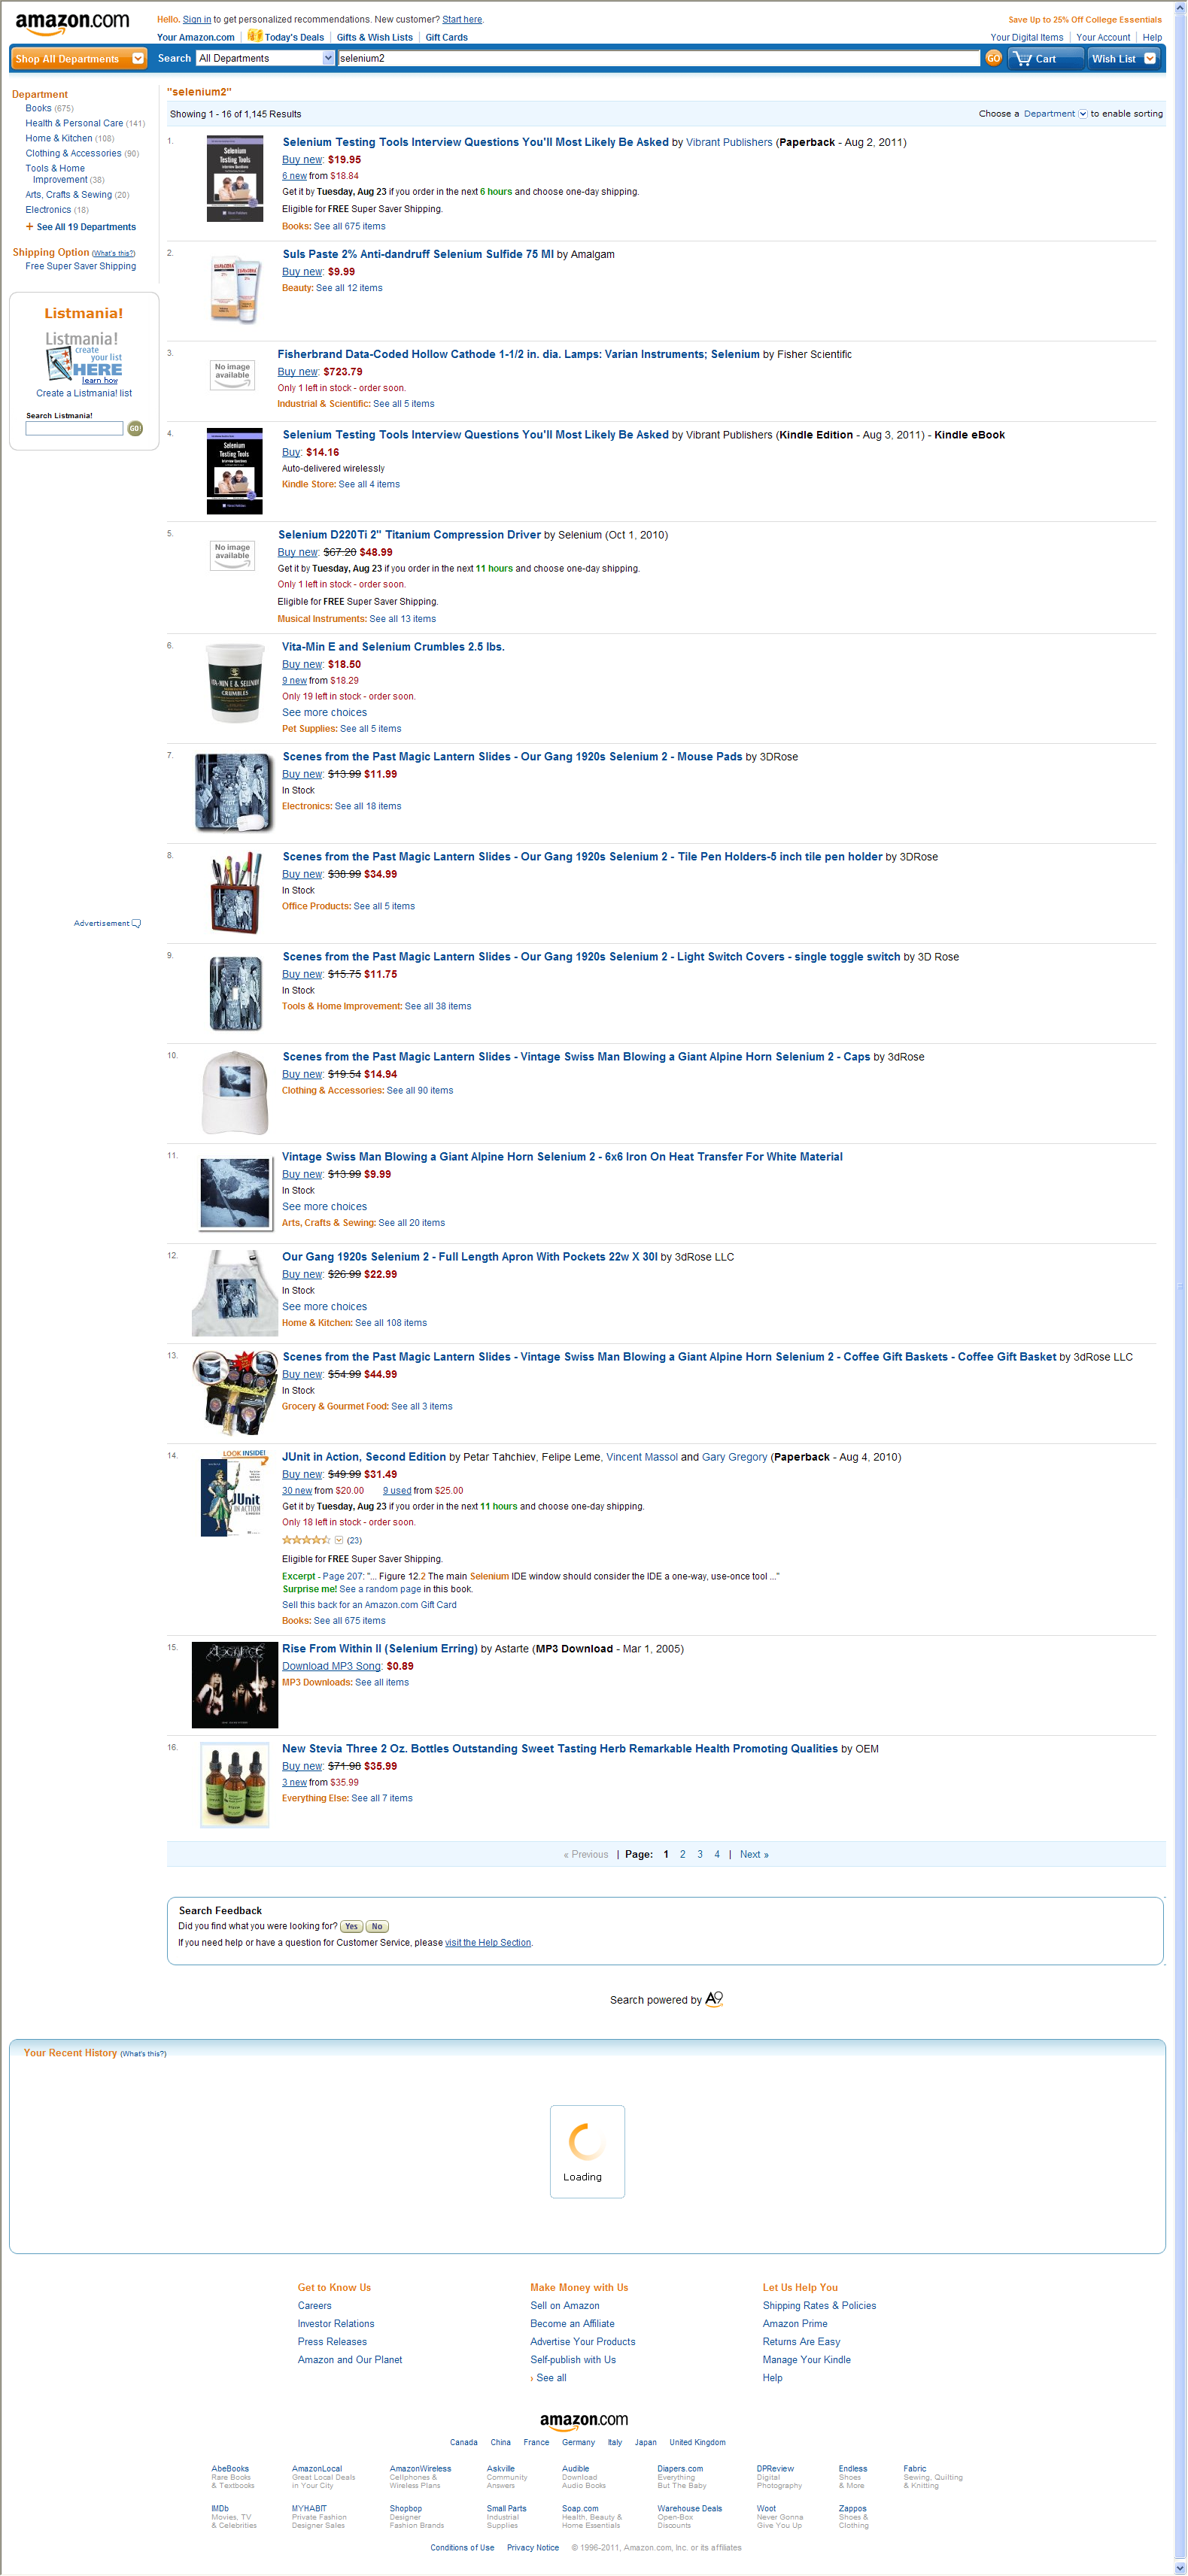 amazon.com
Hello. Sign in to get personalized recommendations. New customer? Start here.
Save Up to 25% Off College Essentials
Your Amazon.com | Today's Deals | Gifts & Wish Lists | Gift Cards
Your Digital Items | Your Account | Help
Shop All Departments
Search All Departments selenium2 GO
Cart
Wish List
Department
Books (675)
Health & Personal Care (141)
Home & Kitchen (108)
Clothing & Accessories (90)
Tools & Home
Improvement (38)
Arts, Crafts & Sewing (20)
Electronics (18)
+ See All 19 Departments
Shipping Option (What's this?)
Free Super Saver Shipping
Listmania!
Listmania!
create
your list
HERE
learn how
Create a Listmania! list
Search Listmania!
GO!
Advertisement
"selenium2"
Showing 1 - 16 of 1,145 Results
Choose a Department to enable sorting
1.
Selenium
Testing Tools
Selenium Testing Tools Interview Questions You'll Most Likely Be Asked by Vibrant Publishers (Paperback - Aug 2, 2011)
Buy new: $19.95
6 new from $18.84
Get it by Tuesday, Aug 23 if you order in the next 6 hours and choose one-day shipping.
Eligible for FREE Super Saver Shipping.
Books: See all 675 items
2.
Suls Paste 2% Anti-dandruff Selenium Sulfide 75 Ml by Amalgam
Buy new: $9.99
Beauty: See all 12 items
3.
No image
available
Fisherbrand Data-Coded Hollow Cathode 1-1/2 in. dia. Lamps: Varian Instruments; Selenium by Fisher Scientific
Buy new: $723.79
Only 1 left in stock - order soon.
Industrial & Scientific: See all 5 items
4.
Selenium
Testing Tools
Selenium Testing Tools Interview Questions You'll Most Likely Be Asked by Vibrant Publishers (Kindle Edition - Aug 3, 2011) - Kindle eBook
Buy: $14.16
Auto-delivered wirelessly
Kindle Store: See all 4 items
5.
No image
available
Selenium D220Ti 2" Titanium Compression Driver by Selenium (Oct 1, 2010)
Buy new: $67.20 $48.99
Get it by Tuesday, Aug 23 if you order in the next 11 hours and choose one-day shipping.
Only 1 left in stock - order soon.
Eligible for FREE Super Saver Shipping.
Musical Instruments: See all 13 items
6.
CRUMBLES
Vita-Min E and Selenium Crumbles 2.5 lbs.
Buy new: $18.50
9 new from $18.29
Only 19 left in stock - order soon.
See more choices
Pet Supplies: See all 5 items
7.
Scenes from the Past Magic Lantern Slides - Our Gang 1920s Selenium 2 - Mouse Pads by 3DRose
Buy new: $13.99 $11.99
In Stock
Electronics: See all 18 items
8.
Scenes from the Past Magic Lantern Slides - Our Gang 1920s Selenium 2 - Tile Pen Holders-5 inch tile pen holder by 3DRose
Buy new: $38.99 $34.99
In Stock
Office Products: See all 5 items
9.
Scenes from the Past Magic Lantern Slides - Our Gang 1920s Selenium 2 - Light Switch Covers - single toggle switch by 3D Rose
Buy new: $15.75 $11.75
In Stock
Tools & Home Improvement: See all 38 items
10.
Scenes from the Past Magic Lantern Slides - Vintage Swiss Man Blowing a Giant Alpine Horn Selenium 2 - Caps by 3dRose
Buy new: $19.54 $14.94
Clothing & Accessories: See all 90 items
11.
Vintage Swiss Man Blowing a Giant Alpine Horn Selenium 2 - 6x6 Iron On Heat Transfer For White Material
Buy new: $13.99 $9.99
In Stock
See more choices
Arts, Crafts & Sewing: See all 20 items
12.
Our Gang 1920s Selenium 2 - Full Length Apron With Pockets 22w X 30l by 3dRose LLC
Buy new: $26.99 $22.99
In Stock
See more choices
Home & Kitchen: See all 108 items
13.
Scenes from the Past Magic Lantern Slides - Vintage Swiss Man Blowing a Giant Alpine Horn Selenium 2 - Coffee Gift Baskets - Coffee Gift Basket by 3dRose LLC
Buy new: $54.99 $44.99
In Stock
Grocery & Gourmet Food: See all 3 items
14.
LOOK INSIDE!
JUnit
IN ACTION
JUnit in Action, Second Edition by Petar Tahchiev, Felipe Leme, Vincent Massol and Gary Gregory (Paperback - Aug 4, 2010)
Buy new: $49.99 $31.49
30 new from $20.00 9 used from $25.00
Get it by Tuesday, Aug 23 if you order in the next 11 hours and choose one-day shipping.
Only 18 left in stock - order soon.
(23)
Eligible for FREE Super Saver Shipping.
Excerpt - Page 207: "... Figure 12.2 The main Selenium IDE window should consider the IDE a one-way, use-once tool ..."
Surprise me! See a random page in this book.
Sell this back for an Amazon.com Gift Card
Books: See all 675 items
15.
Rise From Within II (Selenium Erring) by Astarte (MP3 Download - Mar 1, 2005)
Download MP3 Song: $0.89
MP3 Downloads: See all items
16.
New Stevia Three 2 Oz. Bottles Outstanding Sweet Tasting Herb Remarkable Health Promoting Qualities by OEM
Buy new: $71.98 $35.99
3 new from $35.99
Everything Else: See all 7 items
« Previous | Page: 1 2 3 4 | Next »
Search Feedback
Did you find what you were looking for? Yes No
If you need help or have a question for Customer Service, please visit the Help Section.
Search powered by A9
Your Recent History (What's this?)
Loading
Get to Know Us
Careers
Investor Relations
Press Releases
Amazon and Our Planet
Make Money with Us
Sell on Amazon
Become an Affiliate
Advertise Your Products
Self-publish with Us
› See all
Let Us Help You
Shipping Rates & Policies
Amazon Prime
Returns Are Easy
Manage Your Kindle
Help
amazon.com
Canada China France Germany Italy Japan United Kingdom
AbeBooks
Rare Books
& Textbooks
AmazonLocal
Great Local Deals
in Your City
AmazonWireless
Cellphones &
Wireless Plans
Askville
Community
Answers
Audible
Download
Audio Books
Diapers.com
Everything
But The Baby
DPReview
Digital
Photography
Endless
Shoes
& More
Fabric
Sewing, Quilting
& Knitting
IMDb
Movies, TV
& Celebrities
MYHABIT
Private Fashion
Designer Sales
Shopbop
Designer
Fashion Brands
Small Parts
Industrial
Supplies
Soap.com
Health, Beauty &
Home Essentials
Warehouse Deals
Open-Box
Discounts
Woot
Never Gonna
Give You Up
Zappos
Shoes &
Clothing
Conditions of Use Privacy Notice © 1996-2011, Amazon.com, Inc. or its affiliates